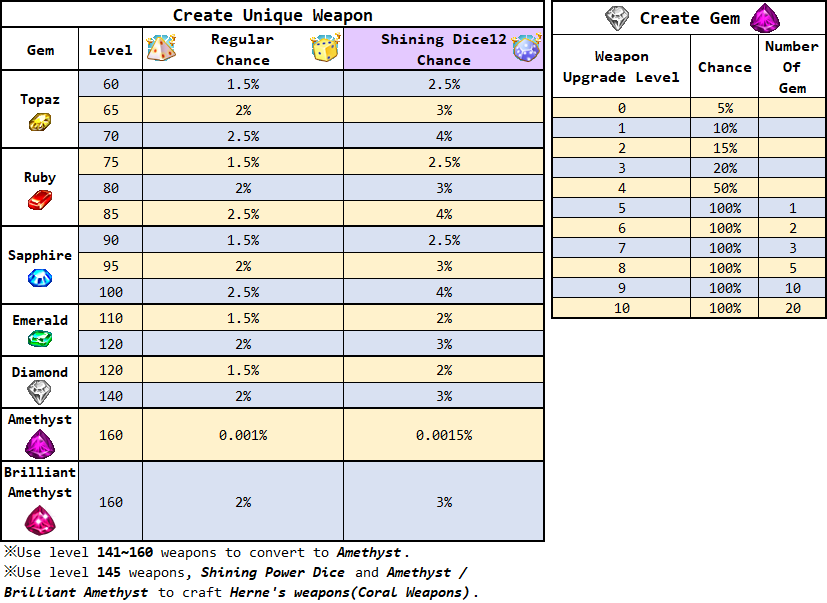 Create Unique Weapon
Gem Level Regular Chance Shining Dice12 Chance
Topaz 60 1.5% 2.5%
65 2% 3%
70 2.5% 4%
Ruby 75 1.5% 2.5%
80 2% 3%
85 2.5% 4%
Sapphire 90 1.5% 2.5%
95 2% 3%
100 2.5% 4%
Emerald 110 1.5% 2%
120 2% 3%
Diamond 120 1.5% 2%
140 2% 3%
Amethyst 160 0.001% 0.0015%
Brilliant Amethyst 160 2% 3%
※Use level 141~160 weapons to convert to Amethyst.
※Use level 145 weapons, Shining Power Dice and Amethyst /
Brilliant Amethyst to craft Herne's weapons(Coral Weapons).
Create Gem
Weapon Upgrade Level Chance Number Of Gem
0 5%
1 10%
2 15%
3 20%
4 50%
5 100% 1
6 100% 2
7 100% 3
8 100% 5
9 100% 10
10 100% 20